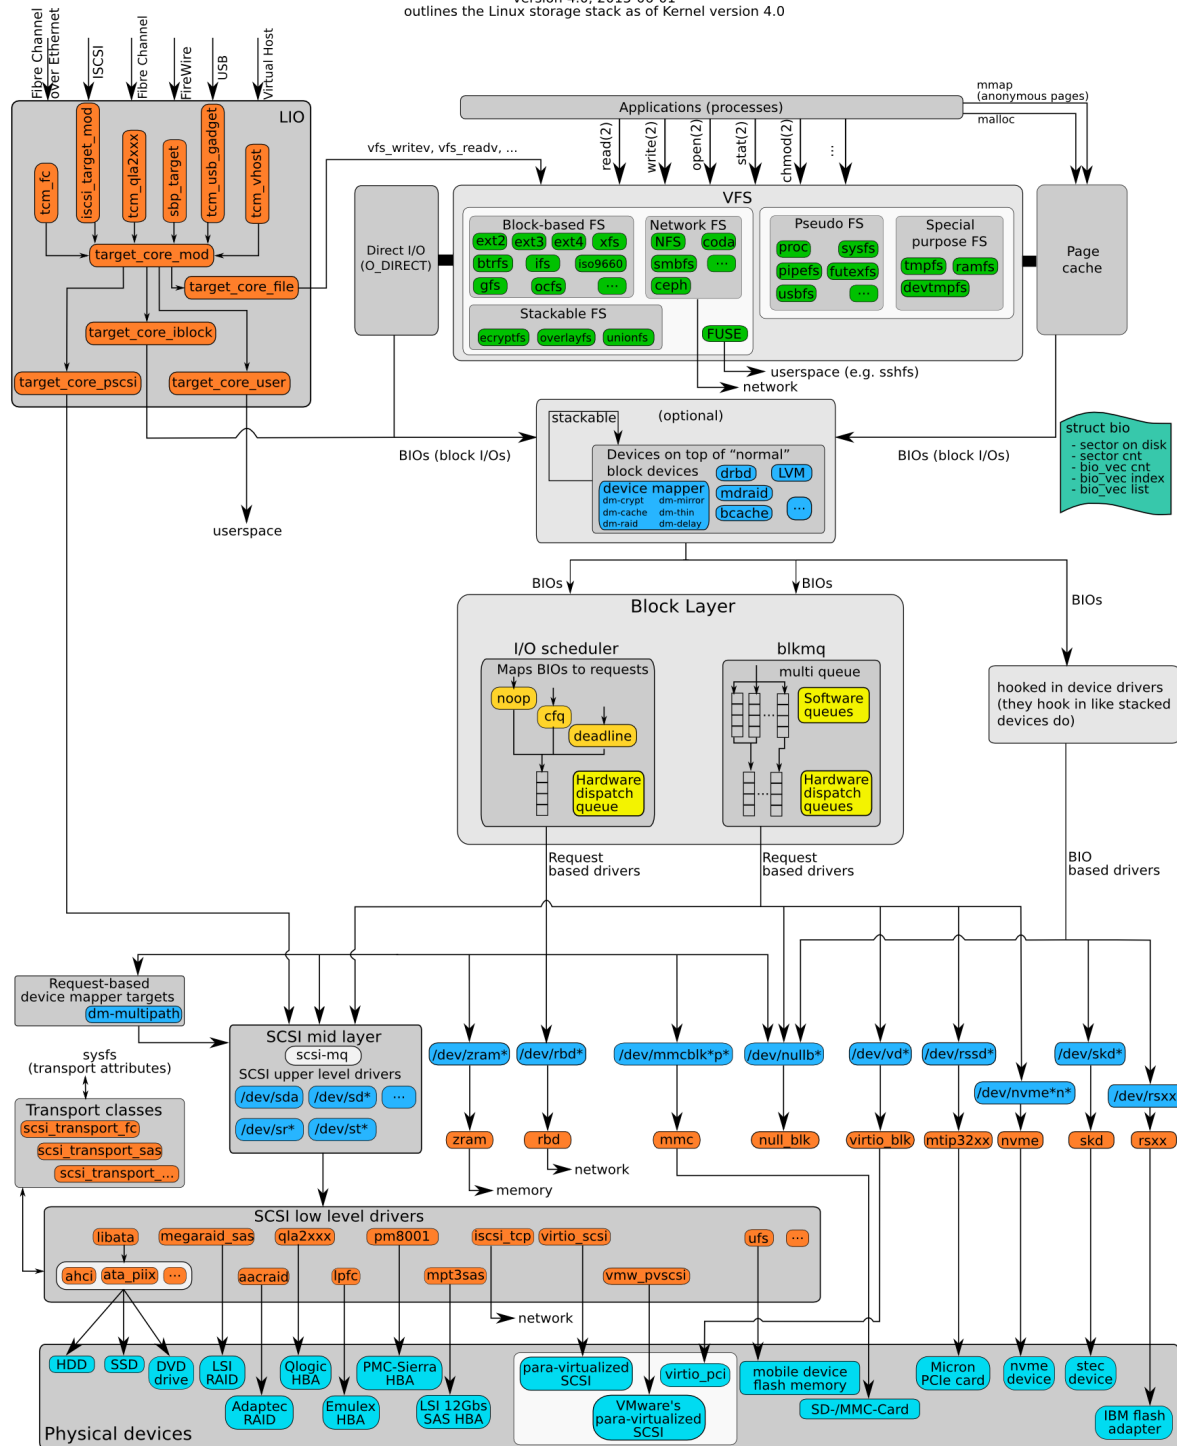 outlines the Linux storage stack as of Kernel version 4.0
Fibre Channel
over Ethernet
ISCSI
Fibre Channel
FireWire
USB
Virtual Host
LIO
tcm_fc
iscsi_target_mod
tcm_qla2xxx
sbp_target
tcm_usb_gadget
tcm_vhost
target_core_mod
target_core_file
target_core_iblock
target_core_pscsi
target_core_user
userspace
vfs_writev, vfs_readv, ...
Applications (processes)
mmap
(anonymous pages)
malloc
read(2)
write(2)
open(2)
stat(2)
chmod(2)
...
VFS
Direct I/O
(O_DIRECT)
Block-based FS
ext2
ext3
ext4
xfs
btrfs
ifs
iso9660
gfs
ocfs
...
Network FS
NFS
coda
smbfs
...
ceph
Pseudo FS
proc
sysfs
pipefs
futexfs
usbfs
...
Special
purpose FS
tmpfs
ramfs
devtmpfs
Page
cache
Stackable FS
ecryptfs
overlayfs
unionfs
FUSE
userspace (e.g. sshfs)
network
stackable
(optional)
BIOs (block I/Os)
BIOs (block I/Os)
Devices on top of “normal”
block devices
drbd
LVM
device mapper
dm-crypt
dm-mirror
dm-cache
dm-thin
dm-raid
dm-delay
mdraid
bcache
...
struct bio
- sector on disk
- sector cnt
- bio_vec cnt
- bio_vec index
- bio_vec list
BIOs
BIOs
BIOs
Block Layer
I/O scheduler
Maps BIOs to requests
noop
cfq
deadline
Hardware
dispatch
queue
blkmq
multi queue
Software
queues
Hardware
dispatch
queues
hooked in device drivers
(they hook in like stacked
devices do)
Request
based drivers
Request
based drivers
BIO
based drivers
Request-based
device mapper targets
dm-multipath
sysfs
(transport attributes)
Transport classes
scsi_transport_fc
scsi_transport_sas
scsi_transport_...
SCSI mid layer
scsi-mq
SCSI upper level drivers
/dev/sda
/dev/sd*
...
/dev/sr*
/dev/st*
/dev/zram*
/dev/rbd*
/dev/mmcblk*p*
/dev/nullb*
/dev/vd*
/dev/rssd*
/dev/skd*
/dev/nvme*n*
/dev/rsxx
zram
rbd
mmc
null_blk
virtio_blk
mtip32xx
nvme
skd
rsxx
network
memory
SCSI low level drivers
libata
megaraid_sas
qla2xxx
pm8001
iscsi_tcp
virtio_scsi
ufs
...
ahci
ata_piix
...
aacraid
lpfc
mpt3sas
vmw_pvscsi
network
HDD
SSD
DVD
drive
LSI
RAID
Qlogic
HBA
PMC-Sierra
HBA
para-virtualized
SCSI
virtio_pci
mobile device
flash memory
Micron
PCIe card
nvme
device
stec
device
Adaptec
RAID
Emulex
HBA
LSI 12Gbs
SAS HBA
VMware's
para-virtualized
SCSI
SD-/MMC-Card
IBM flash
adapter
Physical devices